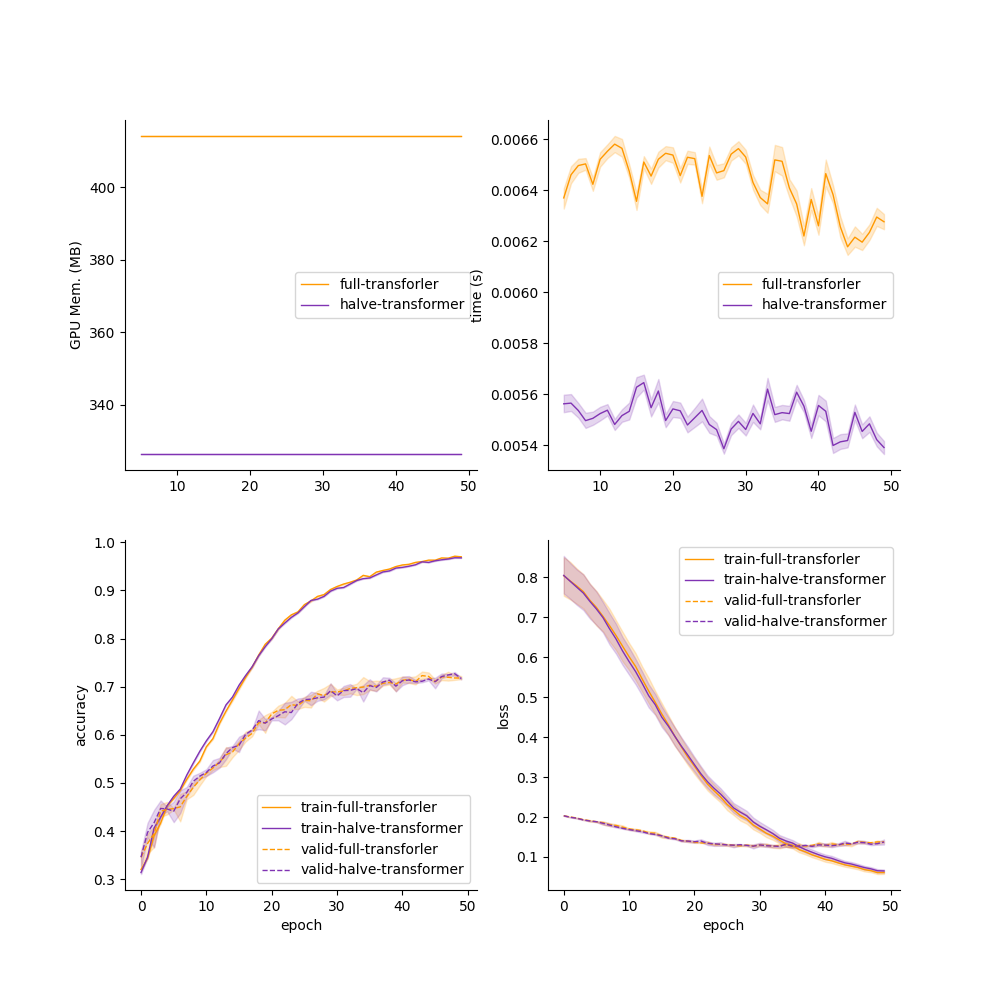 GPU Mem. (MB)
400
380
360
340
10
20
30
40
50
full-transforler
halve-transformer
time (s)
0.0066
0.0064
0.0062
0.0060
0.0058
0.0056
0.0054
10
20
30
40
50
full-transforler
halve-transformer
accuracy
1.0
0.9
0.8
0.7
0.6
0.5
0.4
0.3
0
10
20
30
40
50
epoch
train-full-transforler
train-halve-transformer
valid-full-transforler
valid-halve-transformer
loss
0.8
0.7
0.6
0.5
0.4
0.3
0.2
0.1
0
10
20
30
40
50
epoch
train-full-transforler
train-halve-transformer
valid-full-transforler
valid-halve-transformer